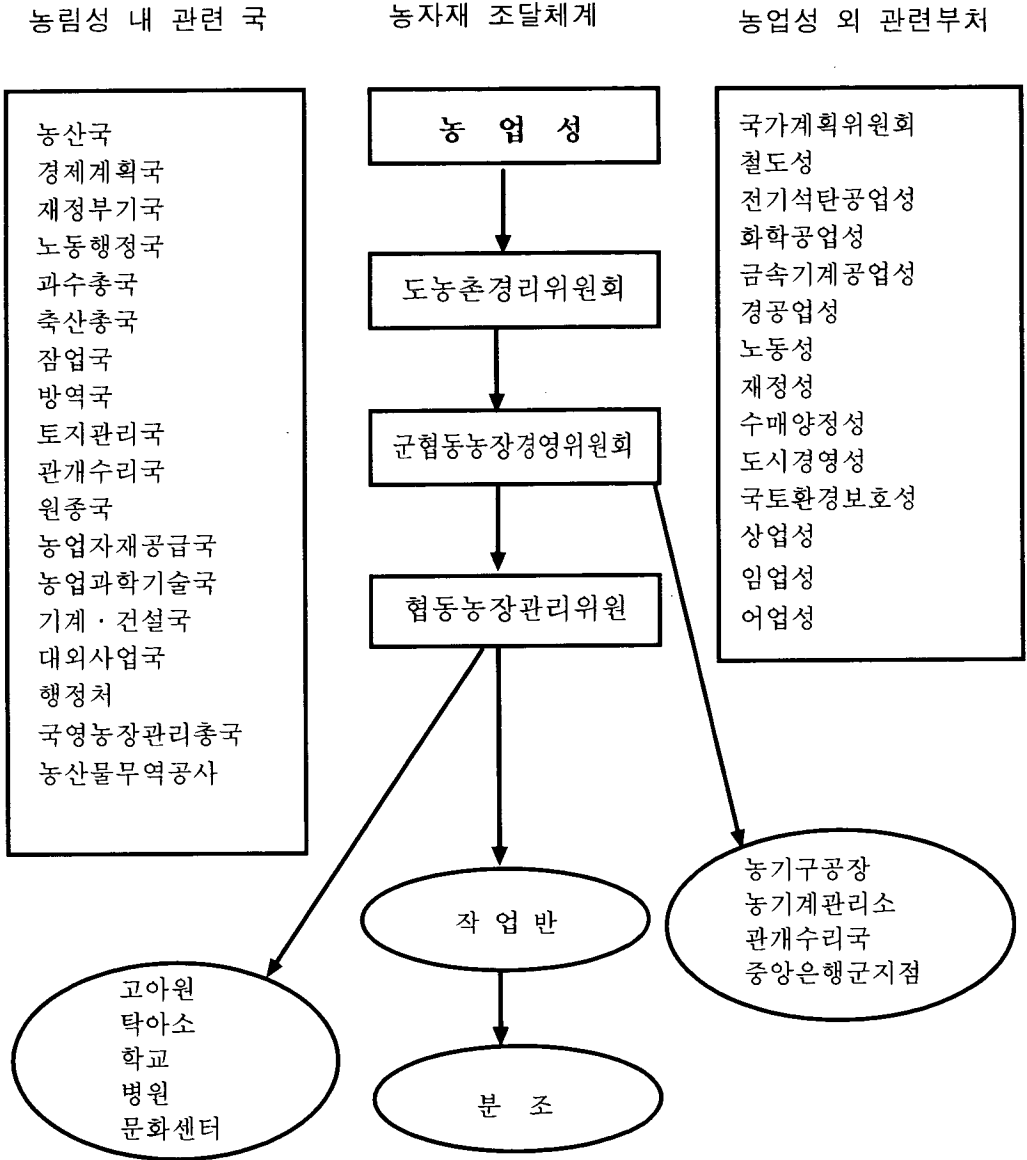 농림성 내 관련 국
농자재 조달체계
농업성 외 관련부처
농산국
경제계획국
재정부기국
노동행정국
과수총국
축산총국
잠업국
방역국
토지관리국
관개수리국
원종국
농업자재공급국
농업과학기술국
기계·건설국
대외사업국
행정처
국영농장관리총국
농산물무역공사
농 업 성
도농촌경리위원회
군협동농장경영위원회
협동농장관리위원
국가계획위원회
철도성
전기석탄공업성
화학공업성
금속기계공업성
경공업성
노동성
재정성
수매양정성
도시경영성
국토환경보호성
상업성
임업성
어업성
고아원
탁아소
학교
병원
문화센터
작 업 반
분 조
농기구공장
농기계관리소
관개수리국
중앙은행군지점